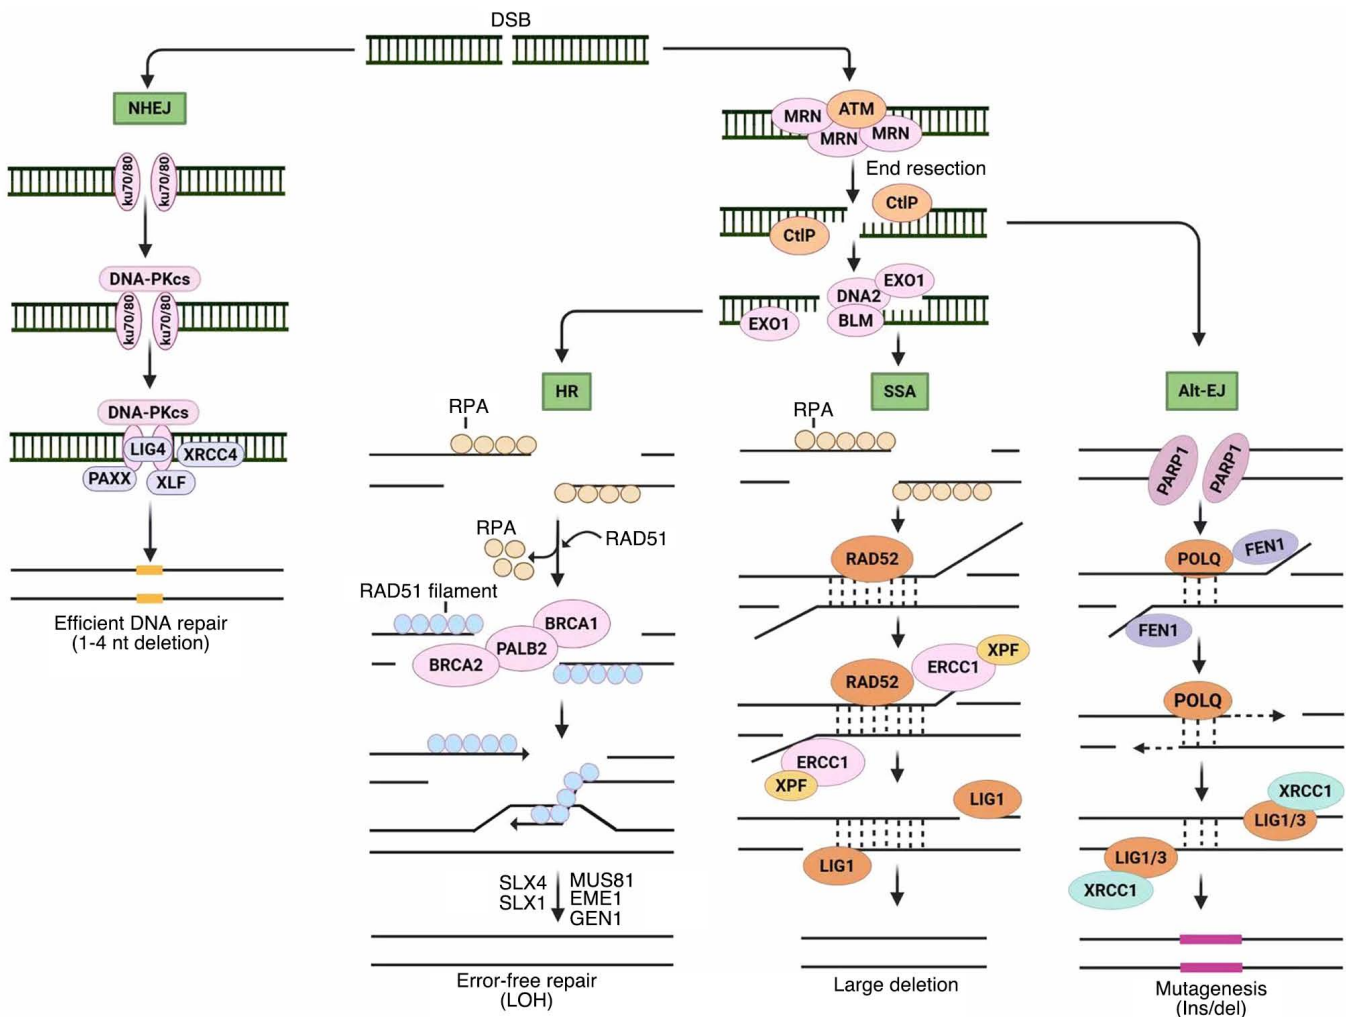 DSB
NHEJ
ku70/80
ku70/80
DNA-PKcs
ku70/80
ku70/80
DNA-PKcs
LIG4
XRCC4
PAXX
XLF
Efficient DNA repair
(1-4 nt deletion)
ATM
MRN
MRN
MRN
End resection
CtIP
CtIP
EXO1
DNA2
EXO1
BLM
HR
RPA
RPA
RAD51
RAD51 filament
BRCA1
PALB2
BRCA2
SLX4
SLX1
MUS81
EME1
GEN1
Error-free repair
(LOH)
SSA
RPA
RAD52
RAD52
ERCC1
XPF
ERCC1
XPF
LIG1
LIG1
Large deletion
Alt-EJ
PARP1
PARP1
POLQ
FEN1
FEN1
POLQ
XRCC1
LIG1/3
LIG1/3
XRCC1
Mutagenesis
(Ins/del)